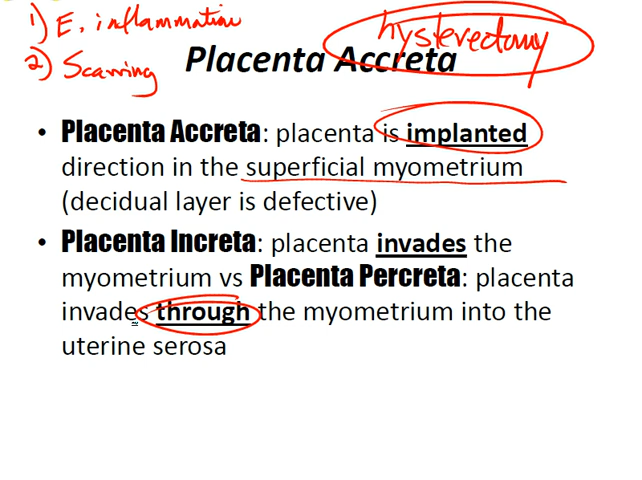 1) E. inflammation
2) Scarring
hysterectomy
Placenta Accreta
• Placenta Accreta: placenta is implanted
direction in the superficial myometrium
(decidual layer is defective)
• Placenta Increta: placenta invades the
myometrium vs Placenta Percreta: placenta
invades through the myometrium into the
uterine serosa